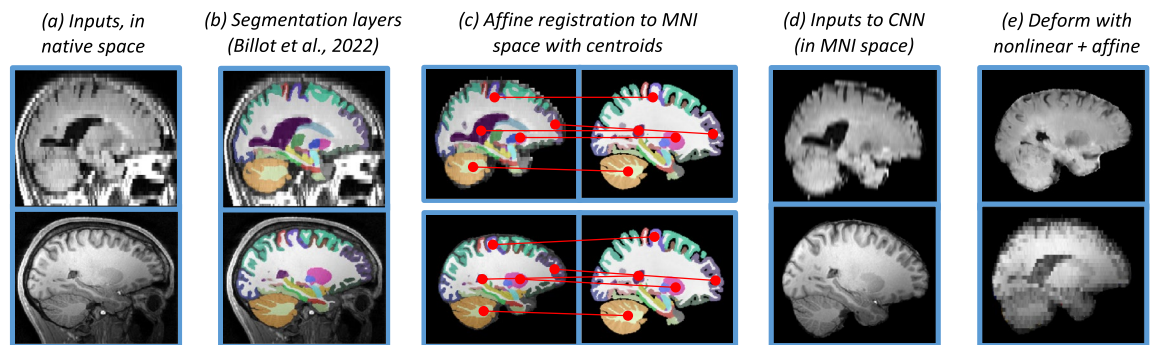 (a) Inputs, in
native space
(b) Segmentation layers
(Billot et al., 2022)
(c) Affine registration to MNI
space with centroids
(d) Inputs to CNN
(in MNI space)
(e) Deform with
nonlinear + affine